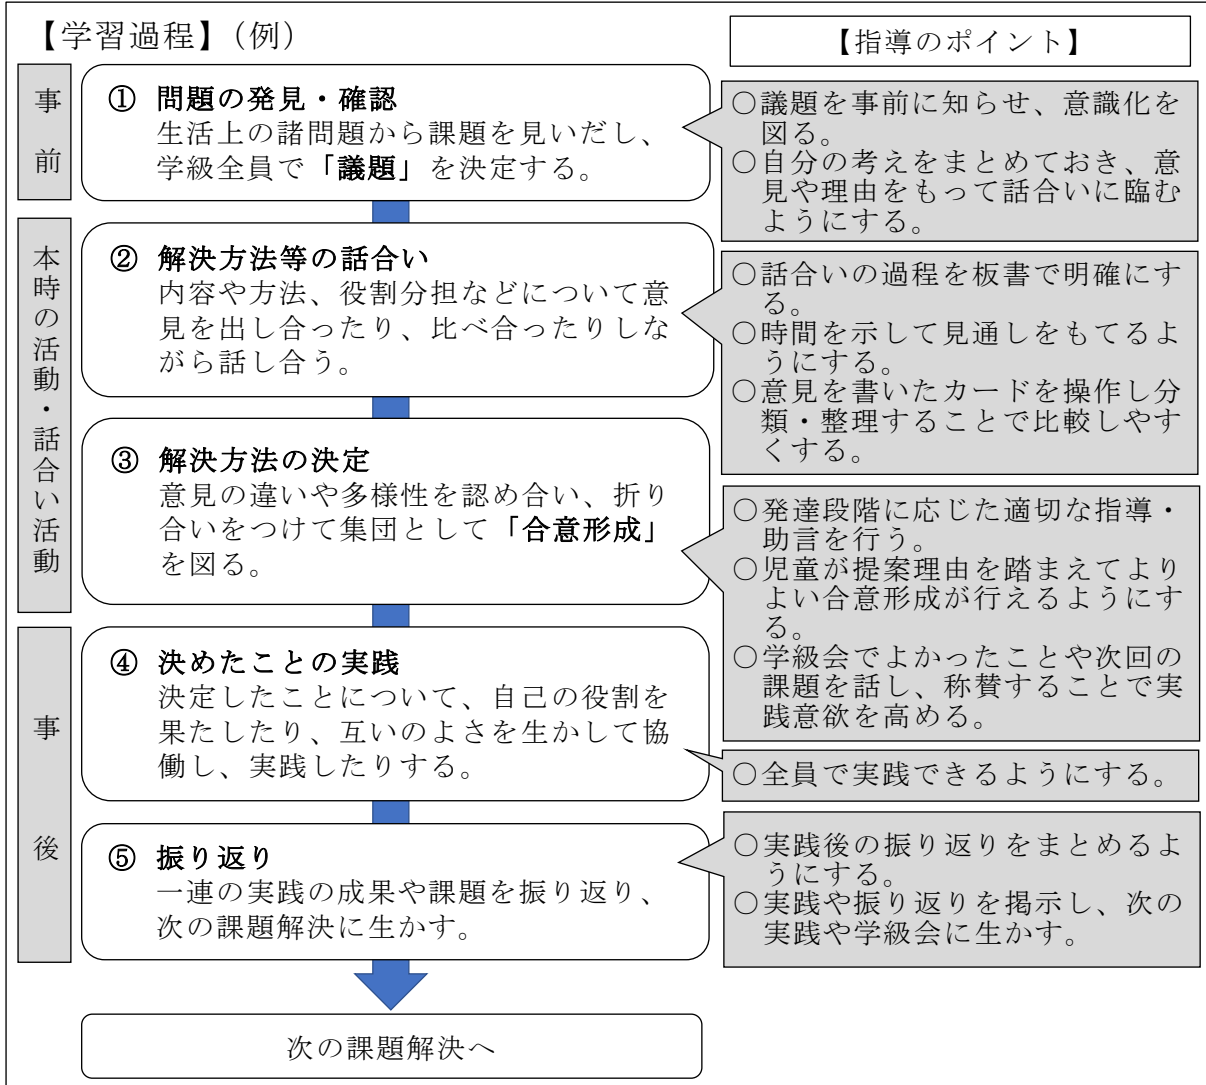 【学習過程】(例)
【指導のポイント】
事前
① 問題の発見・確認
生活上の諸問題から課題を見いだし、
学級全員で「議題」を決定する。
○議題を事前に知らせ、意識化を
図る。
○自分の考えをまとめておき、意
見や理由をもって話合いに臨む
ようにする。
本時の活動・話合い活動
② 解決方法等の話合い
内容や方法、役割分担などについて意
見を出し合ったり、比べ合ったりしな
がら話し合う。
○話合いの過程を板書で明確にす
る。
○時間を示して見通しをもてるよ
うにする。
○意見を書いたカードを操作し分
類・整理することで比較しやす
くする。
③ 解決方法の決定
意見の違いや多様性を認め合い、折り
合いをつけて集団として「合意形成」
を図る。
○発達段階に応じた適切な指導・
助言を行う。
○児童が提案理由を踏まえてより
よい合意形成が行えるようにす
る。
○学級会でよかったことや次回の
課題を話し、称賛することで実
践意欲を高める。
事後
④ 決めたことの実践
決定したことについて、自己の役割を
果たしたり、互いのよさを生かして協
働し、実践したりする。
○全員で実践できるようにする。
⑤ 振り返り
一連の実践の成果や課題を振り返り、
次の課題解決に生かす。
○実践後の振り返りをまとめるよ
うにする。
○実践や振り返りを掲示し、次の
実践や学級会に生かす。
次の課題解決へ